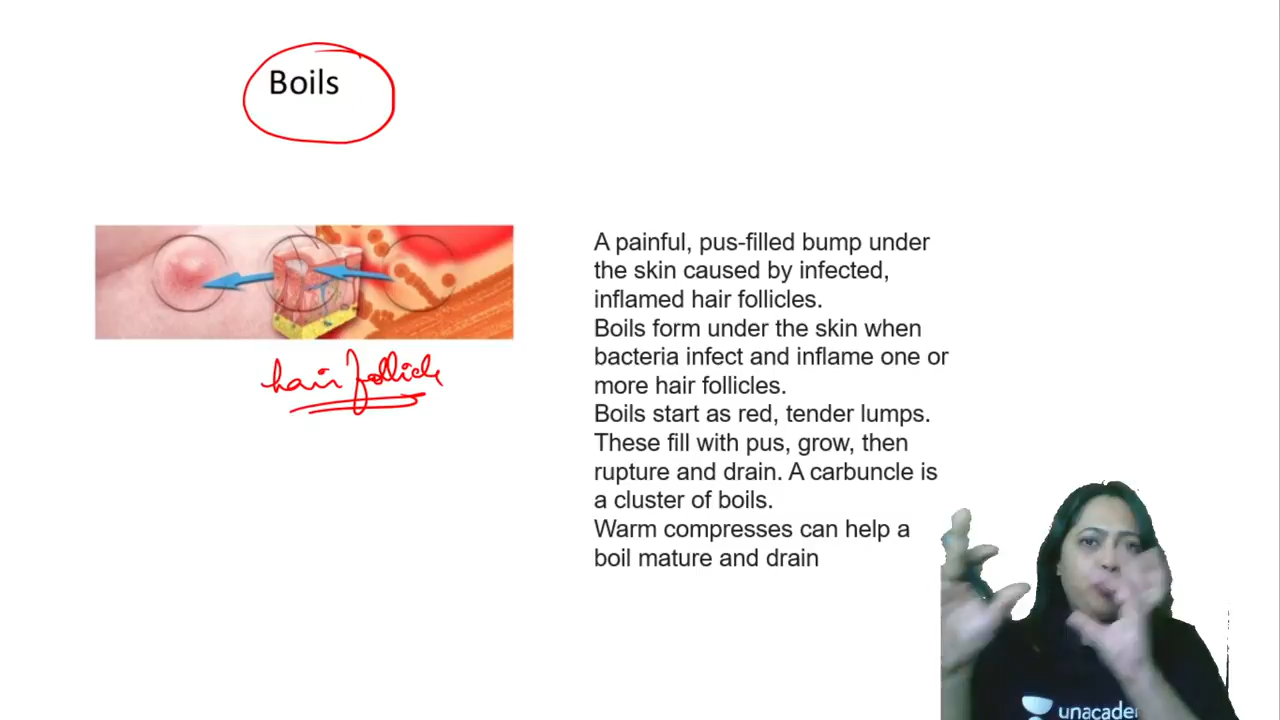 Boils
hair follicle
A painful, pus-filled bump under
the skin caused by infected,
inflamed hair follicles.
Boils form under the skin when
bacteria infect and inflame one or
more hair follicles.
Boils start as red, tender lumps.
These fill with pus, grow, then
rupture and drain. A carbuncle is
a cluster of boils.
Warm compresses can help a
boil mature and drain
unacade